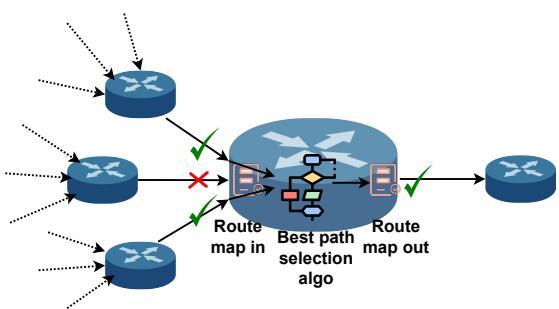 Route
map in
Best path
selection
algo
Route
map out